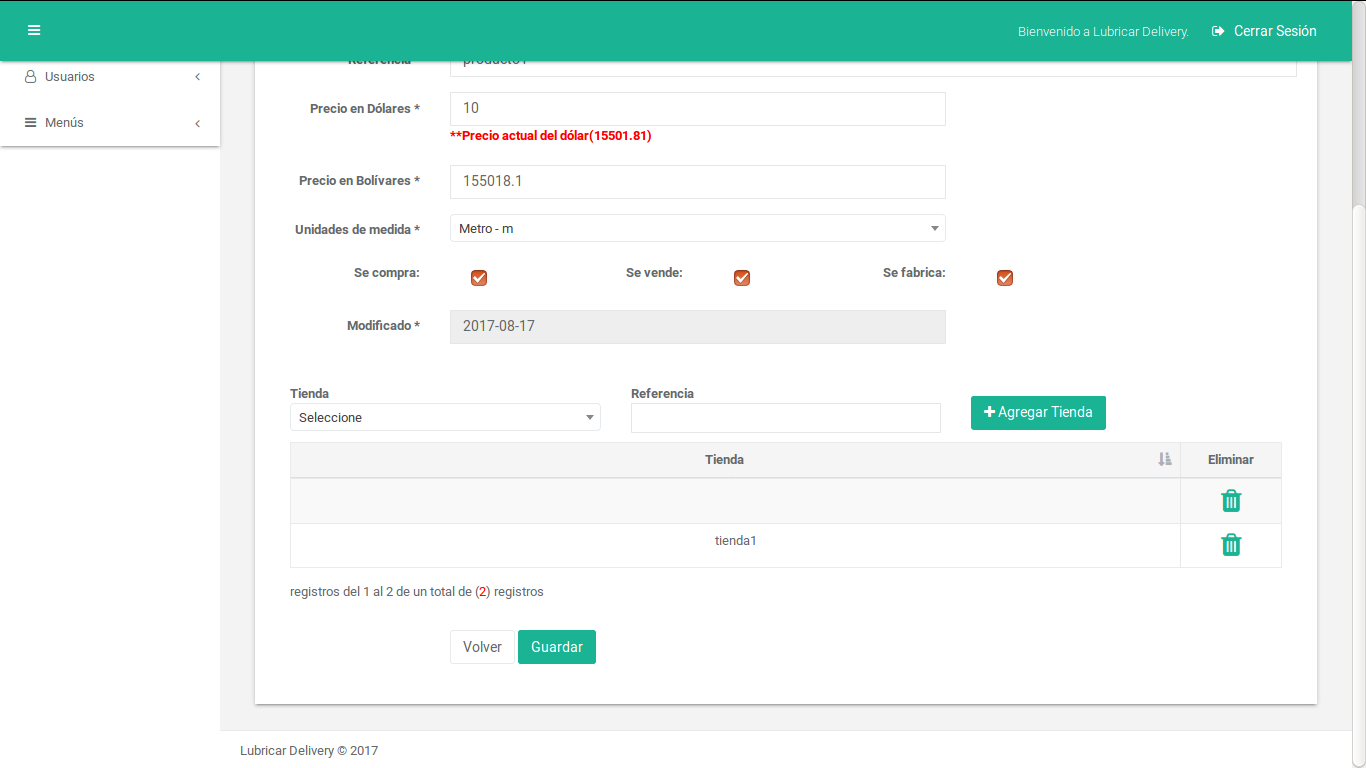 Bienvenido a Lubricar Delivery.
Cerrar Sesión
Usuarios
Menús
Referencia
producto1
Precio en Dólares *
10
**Precio actual del dólar(15501.81)
Precio en Bolívares *
155018.1
Unidades de medida *
Metro - m
Se compra:
Se vende:
Se fabrica:
Modificado *
2017-08-17
Tienda
Referencia
Seleccione
Agregar Tienda
Tienda
Eliminar
tienda1
registros del 1 al 2 de un total de (2) registros
Volver
Guardar
Lubricar Delivery © 2017